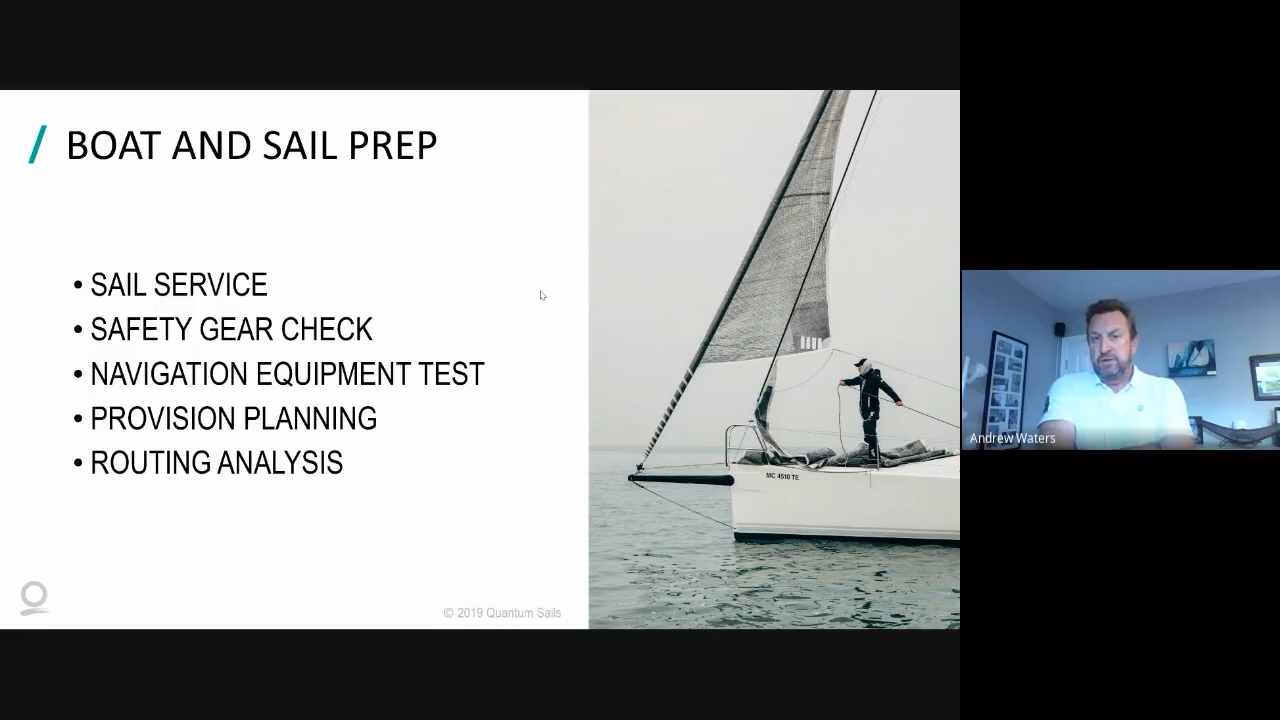 / BOAT AND SAIL PREP
• SAIL SERVICE
• SAFETY GEAR CHECK
• NAVIGATION EQUIPMENT TEST
• PROVISION PLANNING
• ROUTING ANALYSIS
© 2019 Quantum Sails
MC 4510 TE
Andrew Waters